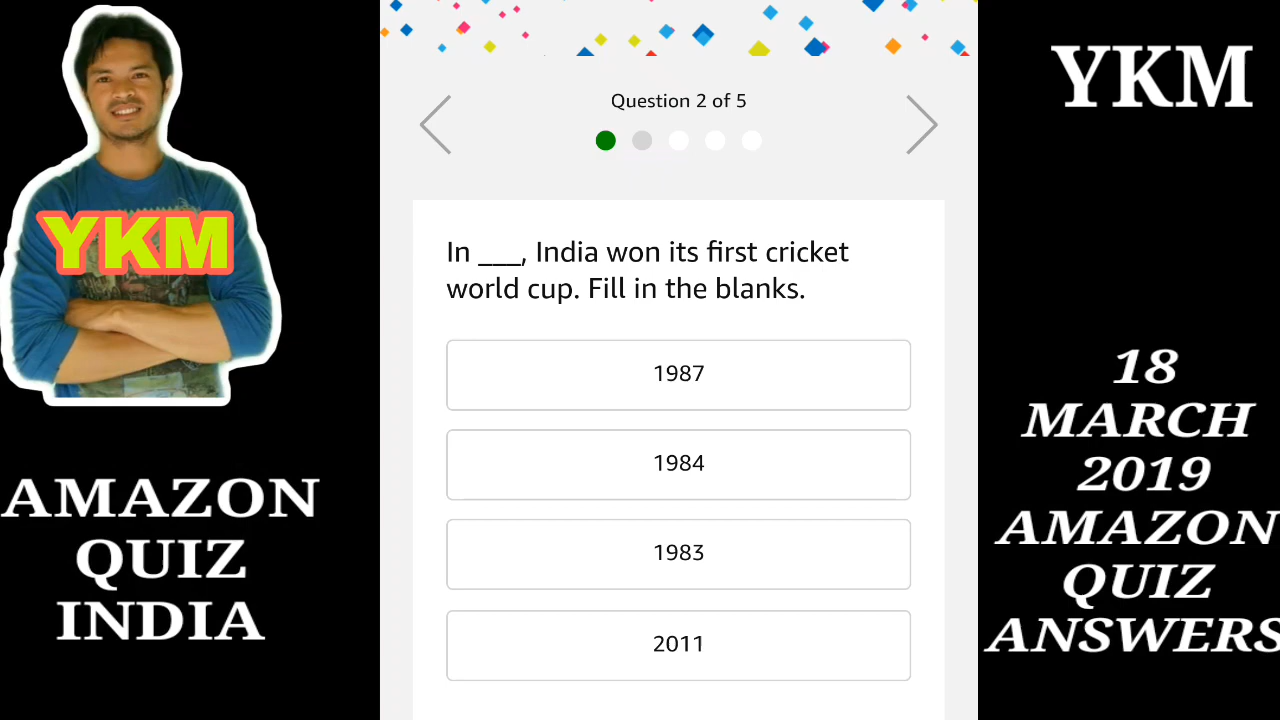 YKM
AMAZON
QUIZ
INDIA
Question 2 of 5
In ___, India won its first cricket
world cup. Fill in the blanks.
1987
1984
1983
2011
YKM
18
MARCH
2019
AMAZON
QUIZ
ANSWERS